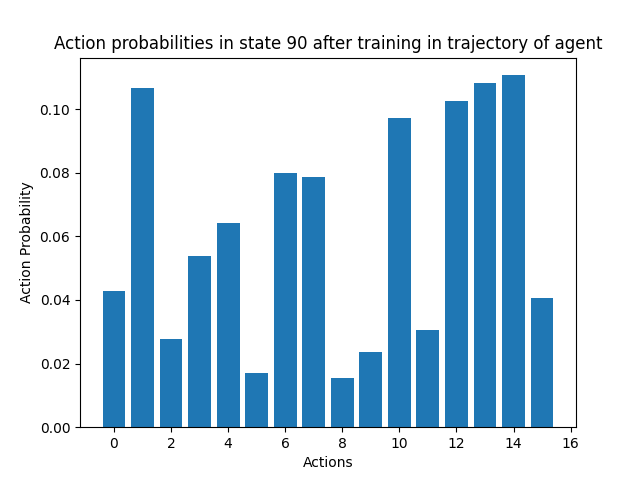 Action probabilities in state 90 after training in trajectory of agent
0.10
0.08
0.06
0.04
0.02
0.00
Action Probability
0 2 4 6 8 10 12 14 16
Actions